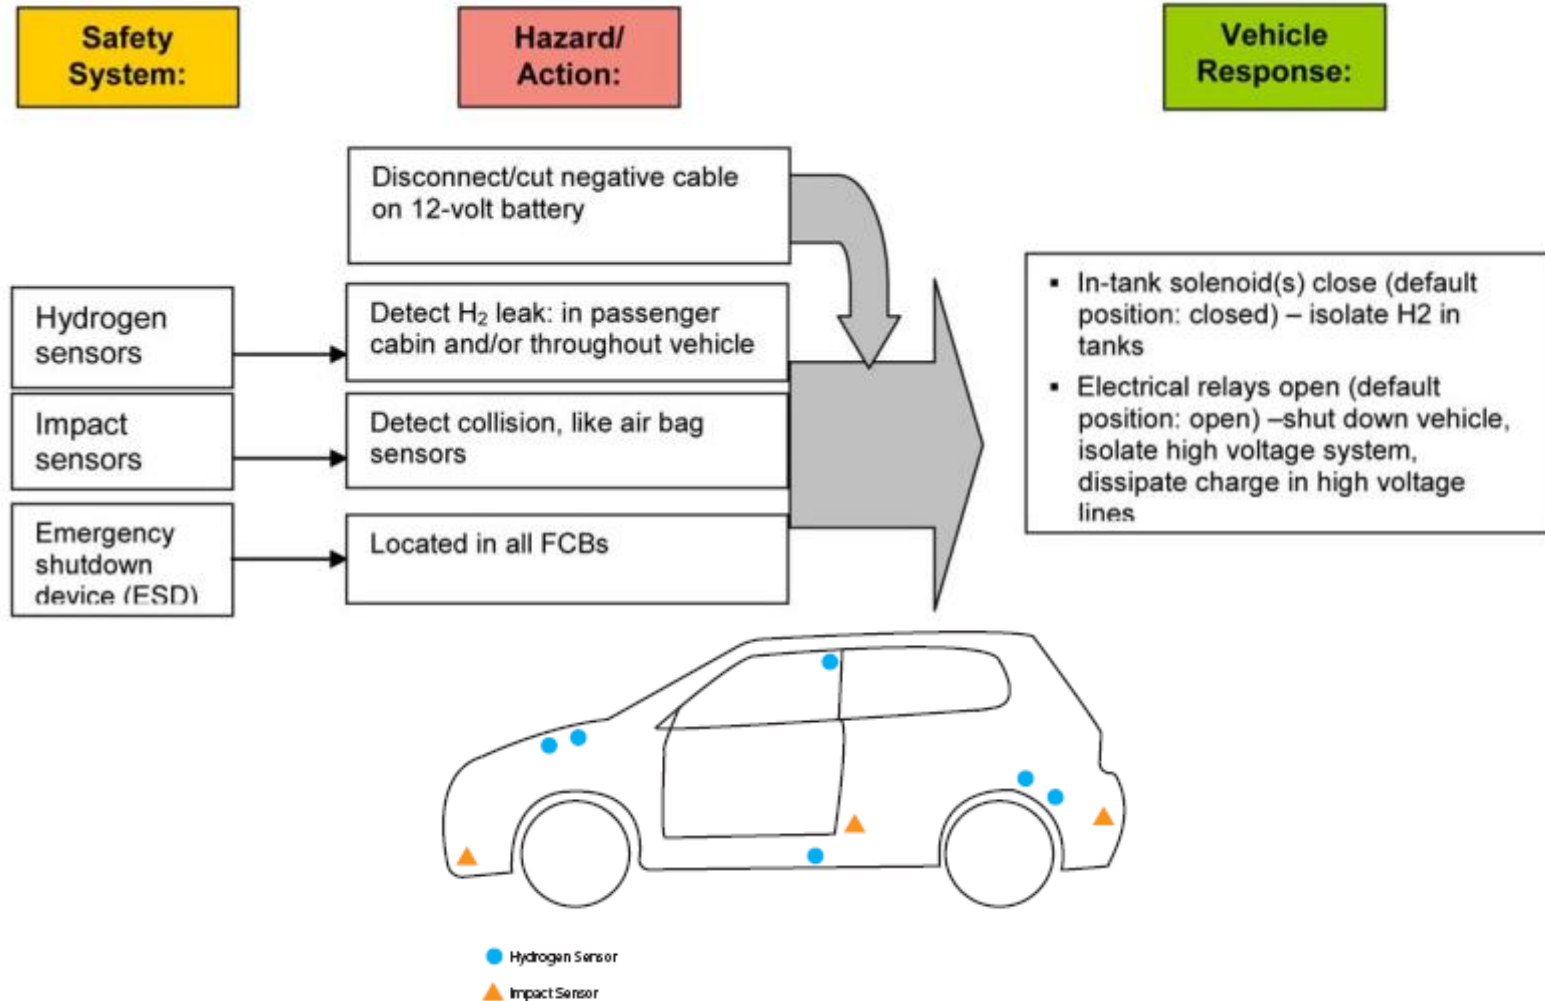 Safety
System:
Hazard/
Action:
Vehicle
Response:
Disconnect/cut negative cable
on 12-volt battery
Hydrogen
sensors
Detect H₂ leak: in passenger
cabin and/or throughout vehicle
Impact
sensors
Detect collision, like air bag
sensors
Emergency
shutdown
device (ESD)
Located in all FCBs
▪ In-tank solenoid(s) close (default
position: closed) – isolate H2 in
tanks
▪ Electrical relays open (default
position: open) –shut down vehicle,
isolate high voltage system,
dissipate charge in high voltage
lines
Hydrogen Sensor
Impact Sensor